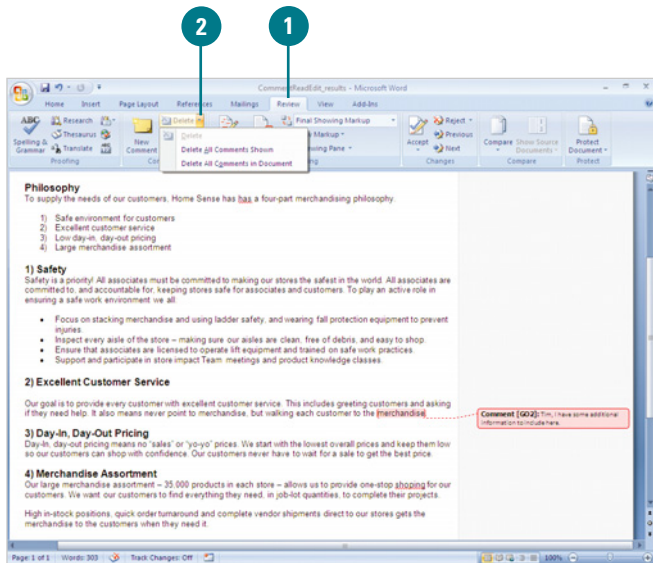 2
1
CommentReadEdit_results - Microsoft Word
Home Insert Page Layout References Mailings Review View Add-Ins
ABC Research Delete Final Showing Markup Reject
Thesaurus Markup Previous
Spelling & Grammar Translate New Comment Pane Accept Next Compare Show Source Documents Protect Document
Proofing Changes Compare Protect
Delete
Delete All Comments Shown
Delete All Comments in Document
Philosophy
To supply the needs of our customers, Home Sense has has a four-part merchandising philosophy.
1) Safe environment for customers
2) Excellent customer service
3) Low day-in, day-out pricing
4) Large merchandise assortment
1) Safety
Safety is a priority! All associates must be committed to making our stores the safest in the world. All associates are
committed to, and accountable for, keeping stores safe for associates and customers. To play an active role in
ensuring a safe work environment we all:
• Focus on stacking merchandise and using ladder safety, and wearing fall protection equipment to prevent
injuries.
• Inspect every aisle of the store – making sure our aisles are clean, free of debris, and easy to shop.
• Ensure that associates are licensed to operate lift equipment and trained on safe work practices.
• Support and participate in store impact Team meetings and product knowledge classes.
2) Excellent Customer Service
Our goal is to provide every customer with excellent customer service. This includes greeting customers and asking
if they need help. It also means never point to merchandise, but walking each customer to the merchandise.
Comment [GO2]: Tim, I have some additional
information to include here.
3) Day-In, Day-Out Pricing
Day-In, day-out pricing means no "sales" or "yo-yo" prices. We start with the lowest overall prices and keep them low
so our customers can shop with confidence. Our customers never have to wait for a sale to get the best price.
4) Merchandise Assortment
Our large merchandise assortment – 35,000 products in each store – allows us to provide one-stop shoping for our
customers. We want our customers to find everything they need, in job-lot quantities, to complete their projects.
High in-stock positions, quick order turnaround and complete vendor shipments direct to our stores gets the
merchandise to the customers when they need it.
Page: 1 of 1 Words: 303 Track Changes: Off 100%